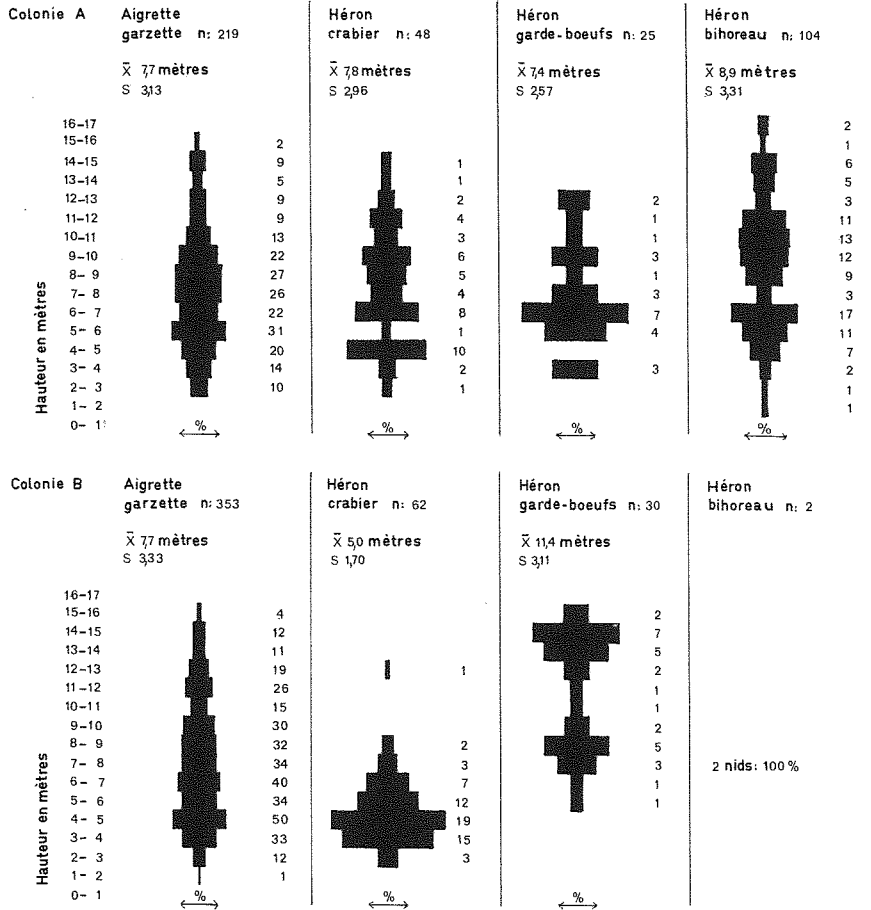 Colonie A
Aigrette
garzette n: 219
X̄ 7,7 mètres
S 3,13
Héron
crabier n: 48
X̄ 7,8 mètres
S 2,96
Héron
garde-boeufs n: 25
X̄ 7,4 mètres
S 2,57
Héron
bihoreau n: 104
X̄ 8,9 mètres
S 3,31
Hauteur en mètres
16-17 2
15-16 2 1
14-15 9 1 6
13-14 5 1 5
12-13 9 2 2 3
11-12 9 4 1 11
10-11 13 3 1 13
9-10 22 6 3 12
8- 9 27 5 1 9
7- 8 26 4 3 3
6- 7 22 8 7 17
5- 6 31 1 4 11
4- 5 20 10 7
3- 4 14 2 3 2
2- 3 10 1 1
1- 2 1
0- 1
% % % %
Colonie B
Aigrette
garzette n: 353
X̄ 7,7 mètres
S 3,33
Héron
crabier n: 62
X̄ 5,0 mètres
S 1,70
Héron
garde-boeufs n: 30
X̄ 11,4 mètres
S 3,11
Héron
bihoreau n: 2
Hauteur en mètres
16-17
15-16 4 2
14-15 12 7
13-14 11 5
12-13 19 1 2
11-12 26 1
10-11 15 1
9-10 30 2
8- 9 32 2 5
7- 8 34 3 3
6- 7 40 7 1
5- 6 34 12 1
4- 5 50 19
3- 4 33 15
2- 3 12 3
1- 2 1
0- 1
2 nids: 100 %
% % %